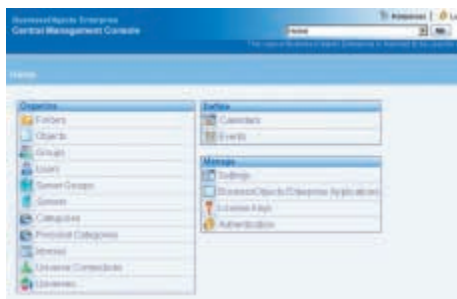 BusinessObjects Enterprise
Central Management Console
Home
Home
Organize
Folders
Objects
Groups
Users
Server Groups
Servers
Categories
Personal Categories
Inboxes
Universe Connections
Universes
Define
Calendars
Events
Manage
Settings
BusinessObjects Enterprise Applications
License Keys
Authentication